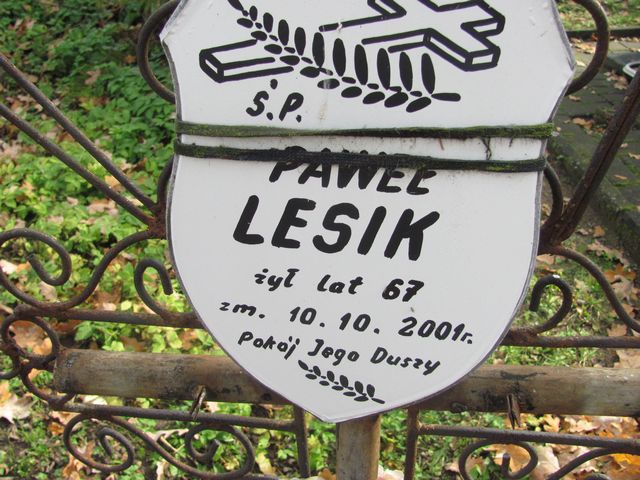 Ś.P.
PAWEŁ
LESIK
żył lat 67
zm. 10.10.2001r.
Pokój Jego Duszy